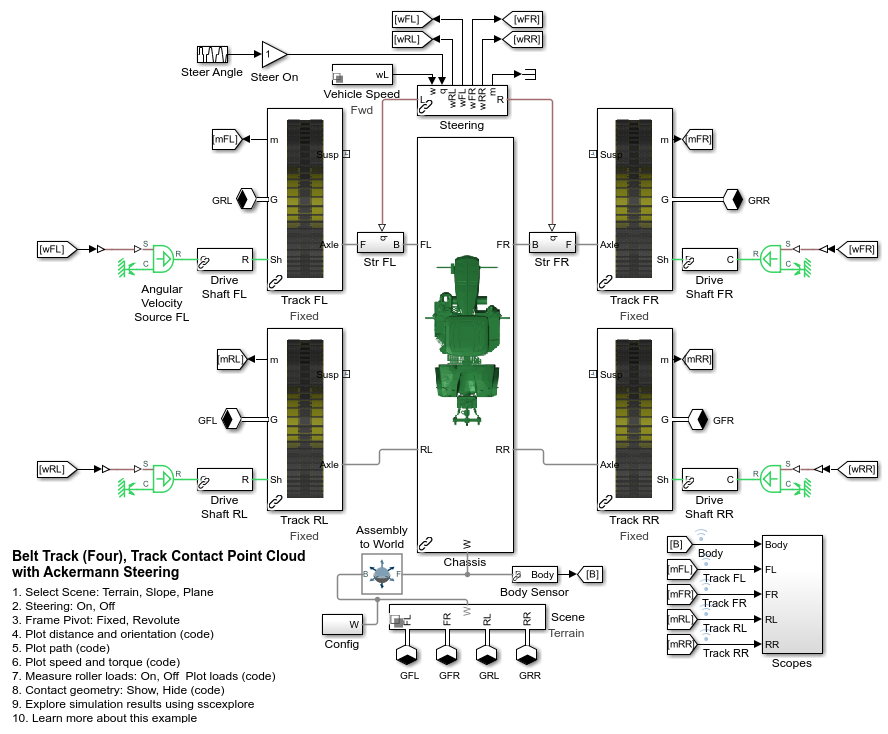 [wFL]
[wFR]
[wRL]
[wRR]
Steer Angle
1
Steer On
wL
Vehicle Speed
Fwd
w
q
wRL
wFL
wFR
wRR
m
L
R
Steering
[mFL]
m
Susp
GRL
G
[wFL]
S
R
C
Angular
Velocity
Source FL
R
Drive
Shaft FL
Axle
Sh
Track FL
Fixed
q
F
B
Str FL
FL
FR
q
B
F
Str FR
m
[mFR]
Susp
G
GRR
Axle
Sh
Track FR
Fixed
C
Drive
Shaft FR
R
S
C
[wFR]
[mRL]
m
Susp
GFL
G
[wRL]
S
R
C
R
Drive
Shaft RL
Axle
Sh
Track RL
Fixed
RL
RR
W
Chassis
m
[mRR]
Susp
G
GFR
Axle
Sh
Track RR
Fixed
C
Drive
Shaft RR
R
S
C
[wRR]
Assembly
to World
B
F
Body
Body Sensor
[B]
W
Config
W
FL
FR
RL
RR
Scene
Terrain
GFL
GFR
GRL
GRR
[B]
Body
Body
[mFL]
Track FL
FL
[mFR]
Track FR
FR
[mRL]
Track RL
RL
[mRR]
Track RR
RR
Scopes
Belt Track (Four), Track Contact Point Cloud
with Ackermann Steering
1. Select Scene: Terrain, Slope, Plane
2. Steering: On, Off
3. Frame Pivot: Fixed, Revolute
4. Plot distance and orientation (code)
5. Plot path (code)
6. Plot speed and torque (code)
7. Measure roller loads: On, Off  Plot loads (code)
8. Contact geometry: Show, Hide (code)
9. Explore simulation results using sscexplore
10. Learn more about this example